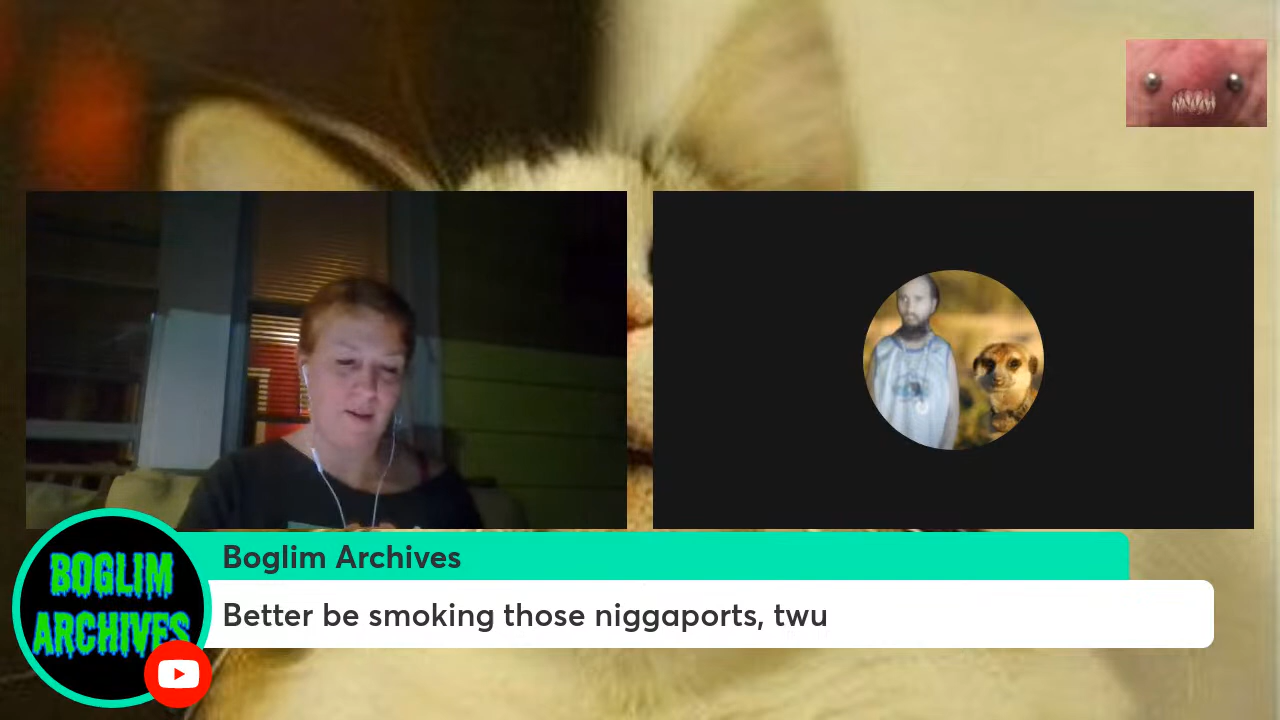 BOGLIM
ARCHIVES
Boglim Archives
Better be smoking those niggaports, twu